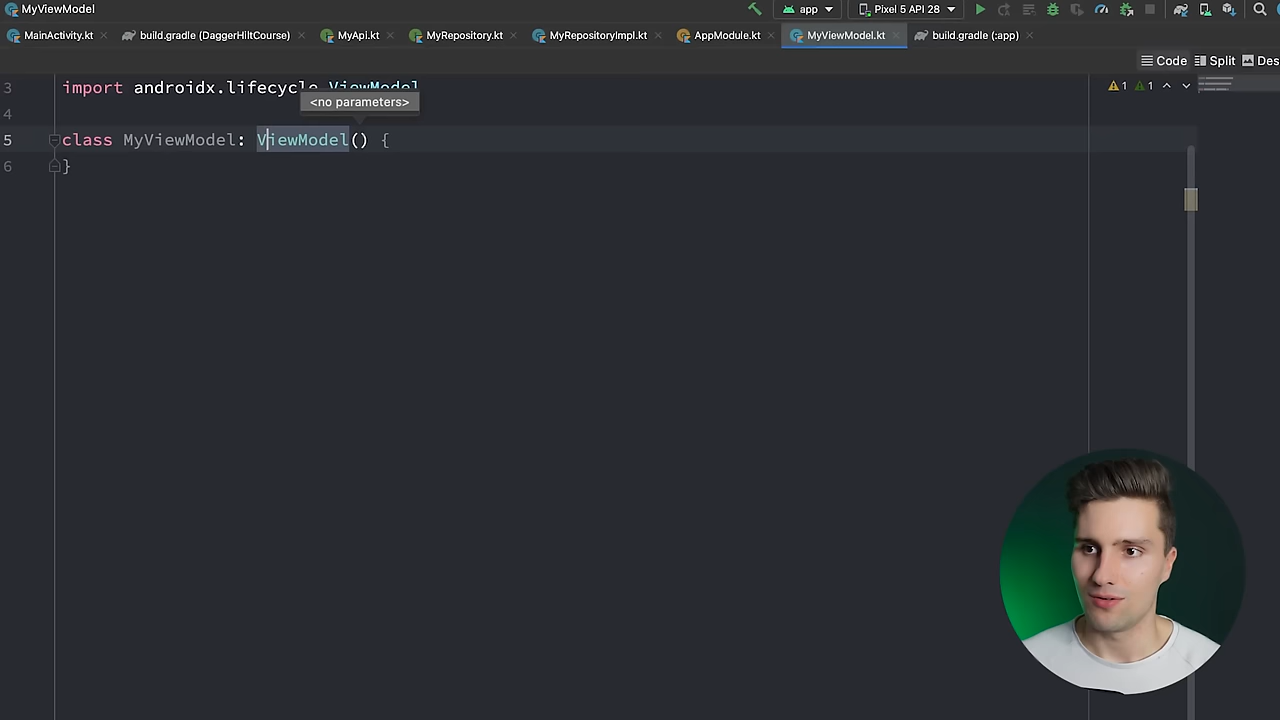 MyViewModel
app
Pixel 5 API 28
MainActivity.kt
build.gradle (DaggerHiltCourse)
MyApi.kt
MyRepository.kt
MyRepositoryImpl.kt
AppModule.kt
MyViewModel.kt
build.gradle (:app)
Code
Split
Des
3 import androidx.lifecycle.ViewModel
1 1
<no parameters>
4
5 class MyViewModel: ViewModel() {
6 }